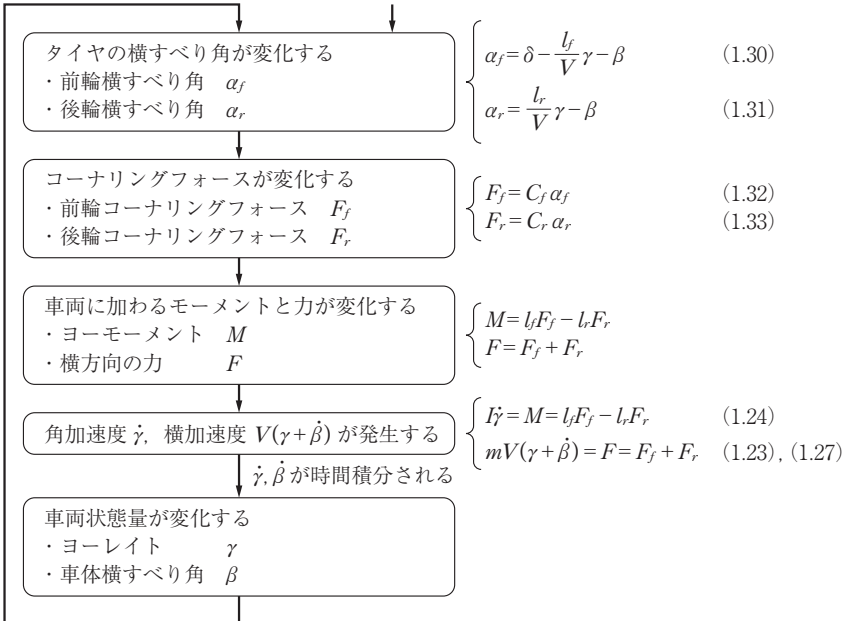 タイヤの横すべり角が変化する
・前輪横すべり角 α_f
・後輪横すべり角 α_r
α_f = δ − \frac{l_f}{V} γ − β (1.30)
α_r = \frac{l_r}{V} γ − β (1.31)
コーナリングフォースが変化する
・前輪コーナリングフォース F_f
・後輪コーナリングフォース F_r
F_f = C_f α_f (1.32)
F_r = C_r α_r (1.33)
車両に加わるモーメントと力が変化する
・ヨーモーメント M
・横方向の力 F
M = l_f F_f − l_r F_r
F = F_f + F_r
角加速度 γ̇, 横加速度 V(γ + β̇) が発生する
Iγ̇ = M = l_f F_f − l_r F_r (1.24)
mV(γ + β̇) = F = F_f + F_r (1.23), (1.27)
γ̇, β̇ が時間積分される
車両状態量が変化する
・ヨーレイト γ
・車体横すべり角 β